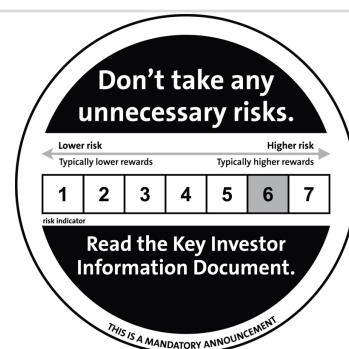 Don't take any
unnecessary risks.
Lower risk Higher risk
Typically lower rewards Typically higher rewards
1 2 3 4 5 6 7
risk indicator
Read the Key Investor
Information Document.
THIS IS A MANDATORY ANNOUNCEMENT